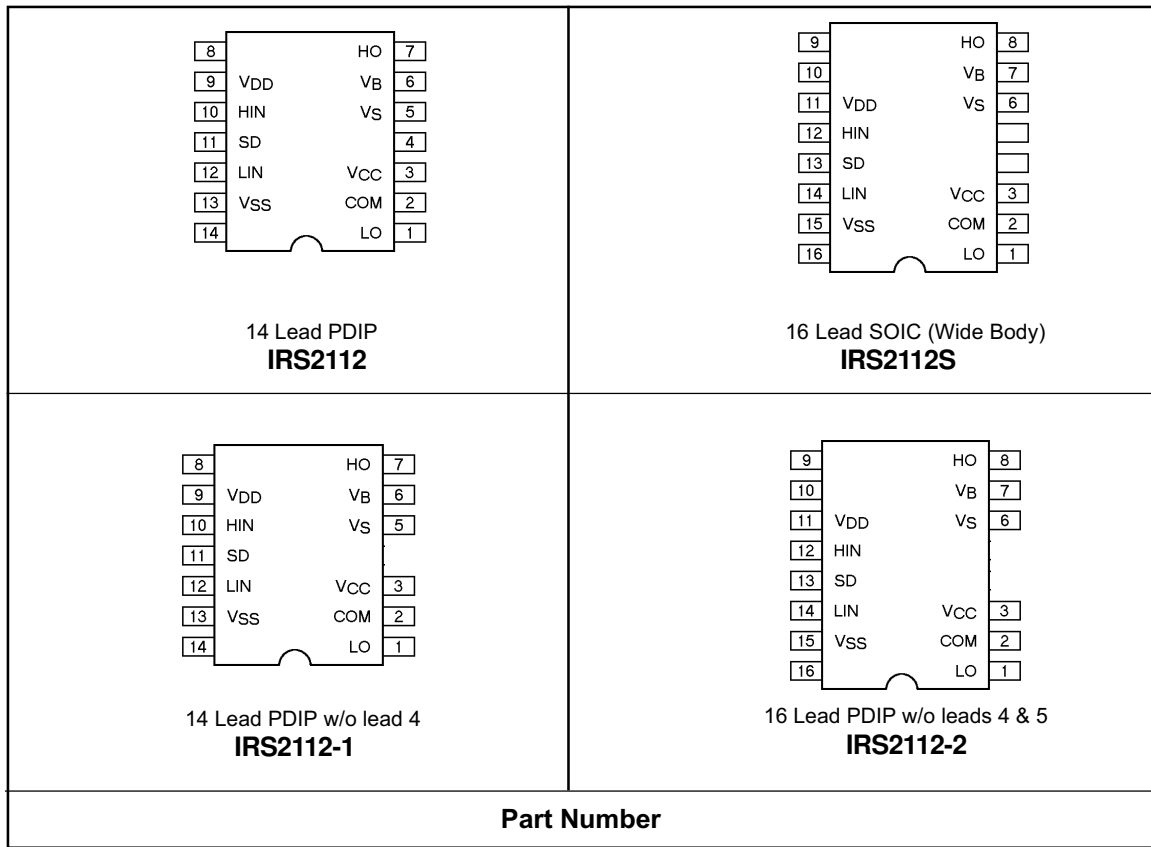 8 HO 7
9 VDD VB 6
10 HIN VS 5
11 SD 4
12 LIN VCC 3
13 VSS COM 2
14 LO 1
14 Lead PDIP
IRS2112
9 HO 8
10 VB 7
11 VDD VS 6
12 HIN
13 SD
14 LIN VCC 3
15 VSS COM 2
16 LO 1
16 Lead SOIC (Wide Body)
IRS2112S
8 HO 7
9 VDD VB 6
10 HIN VS 5
11 SD
12 LIN VCC 3
13 VSS COM 2
14 LO 1
14 Lead PDIP w/o lead 4
IRS2112-1
9 HO 8
10 VB 7
11 VDD VS 6
12 HIN
13 SD
14 LIN VCC 3
15 VSS COM 2
16 LO 1
16 Lead PDIP w/o leads 4 & 5
IRS2112-2
Part Number